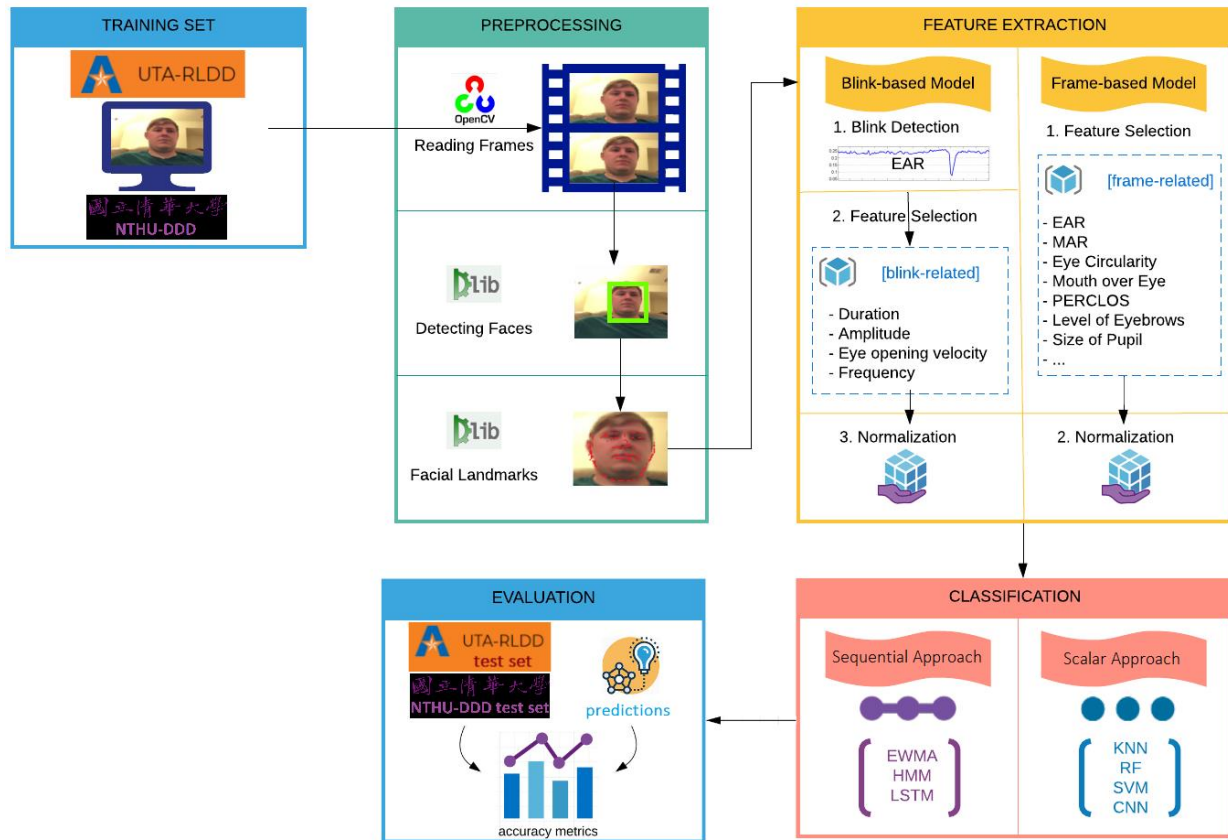 TRAINING SET
UTA-RLDD
國立清華大學
NTHU-DDD
PREPROCESSING
OpenCV
Reading Frames
Dlib
Detecting Faces
Dlib
Facial Landmarks
FEATURE EXTRACTION
Blink-based Model
1. Blink Detection
EAR
2. Feature Selection
[blink-related]
- Duration
- Amplitude
- Eye opening velocity
- Frequency
3. Normalization
Frame-based Model
1. Feature Selection
[frame-related]
- EAR
- MAR
- Eye Circularity
- Mouth over Eye
- PERCLOS
- Level of Eyebrows
- Size of Pupil
- ...
2. Normalization
CLASSIFICATION
Sequential Approach
EWMA
HMM
LSTM
Scalar Approach
KNN
RF
SVM
CNN
EVALUATION
UTA-RLDD
test set
國立清華大學
NTHU-DDD test set
predictions
accuracy metrics